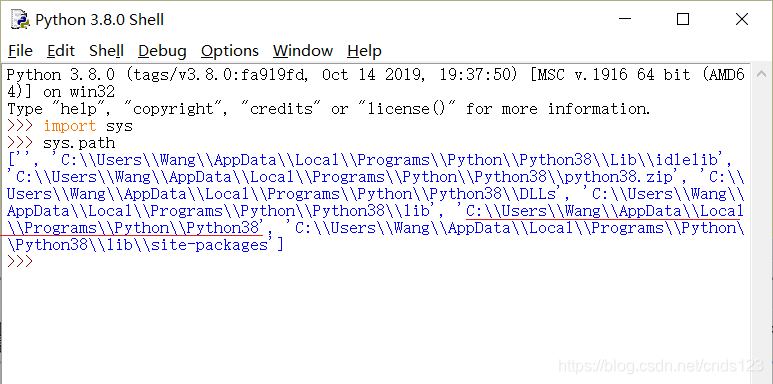 Python 3.8.0 Shell
File Edit Shell Debug Options Window Help
Python 3.8.0 (tags/v3.8.0:fa919fd, Oct 14 2019, 19:37:50) [MSC v.1916 64 bit (AMD6
4)] on win32
Type "help", "copyright", "credits" or "license()" for more information.
>>> import sys
>>> sys.path
['', 'C:\\Users\\Wang\\AppData\\Local\\Programs\\Python\\Python38\\Lib\\idlelib',
'C:\\Users\\Wang\\AppData\\Local\\Programs\\Python\\Python38\\python38.zip', 'C:\\
Users\\Wang\\AppData\\Local\\Programs\\Python\\Python38\\DLLs', 'C:\\Users\\Wang\\
AppData\\Local\\Programs\\Python\\Python38\\lib', 'C:\\Users\\Wang\\AppData\\Local
\\Programs\\Python\\Python38', 'C:\\Users\\Wang\\AppData\\Local\\Programs\\Python\
\Python38\\lib\\site-packages']
>>>
https://blog.csdn.net/cnds123